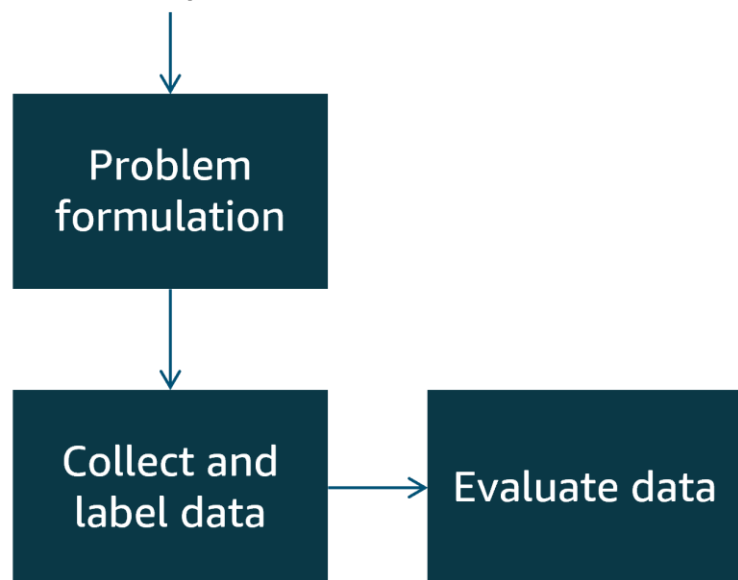 Problem
formulation
Collect and
label data
Evaluate data